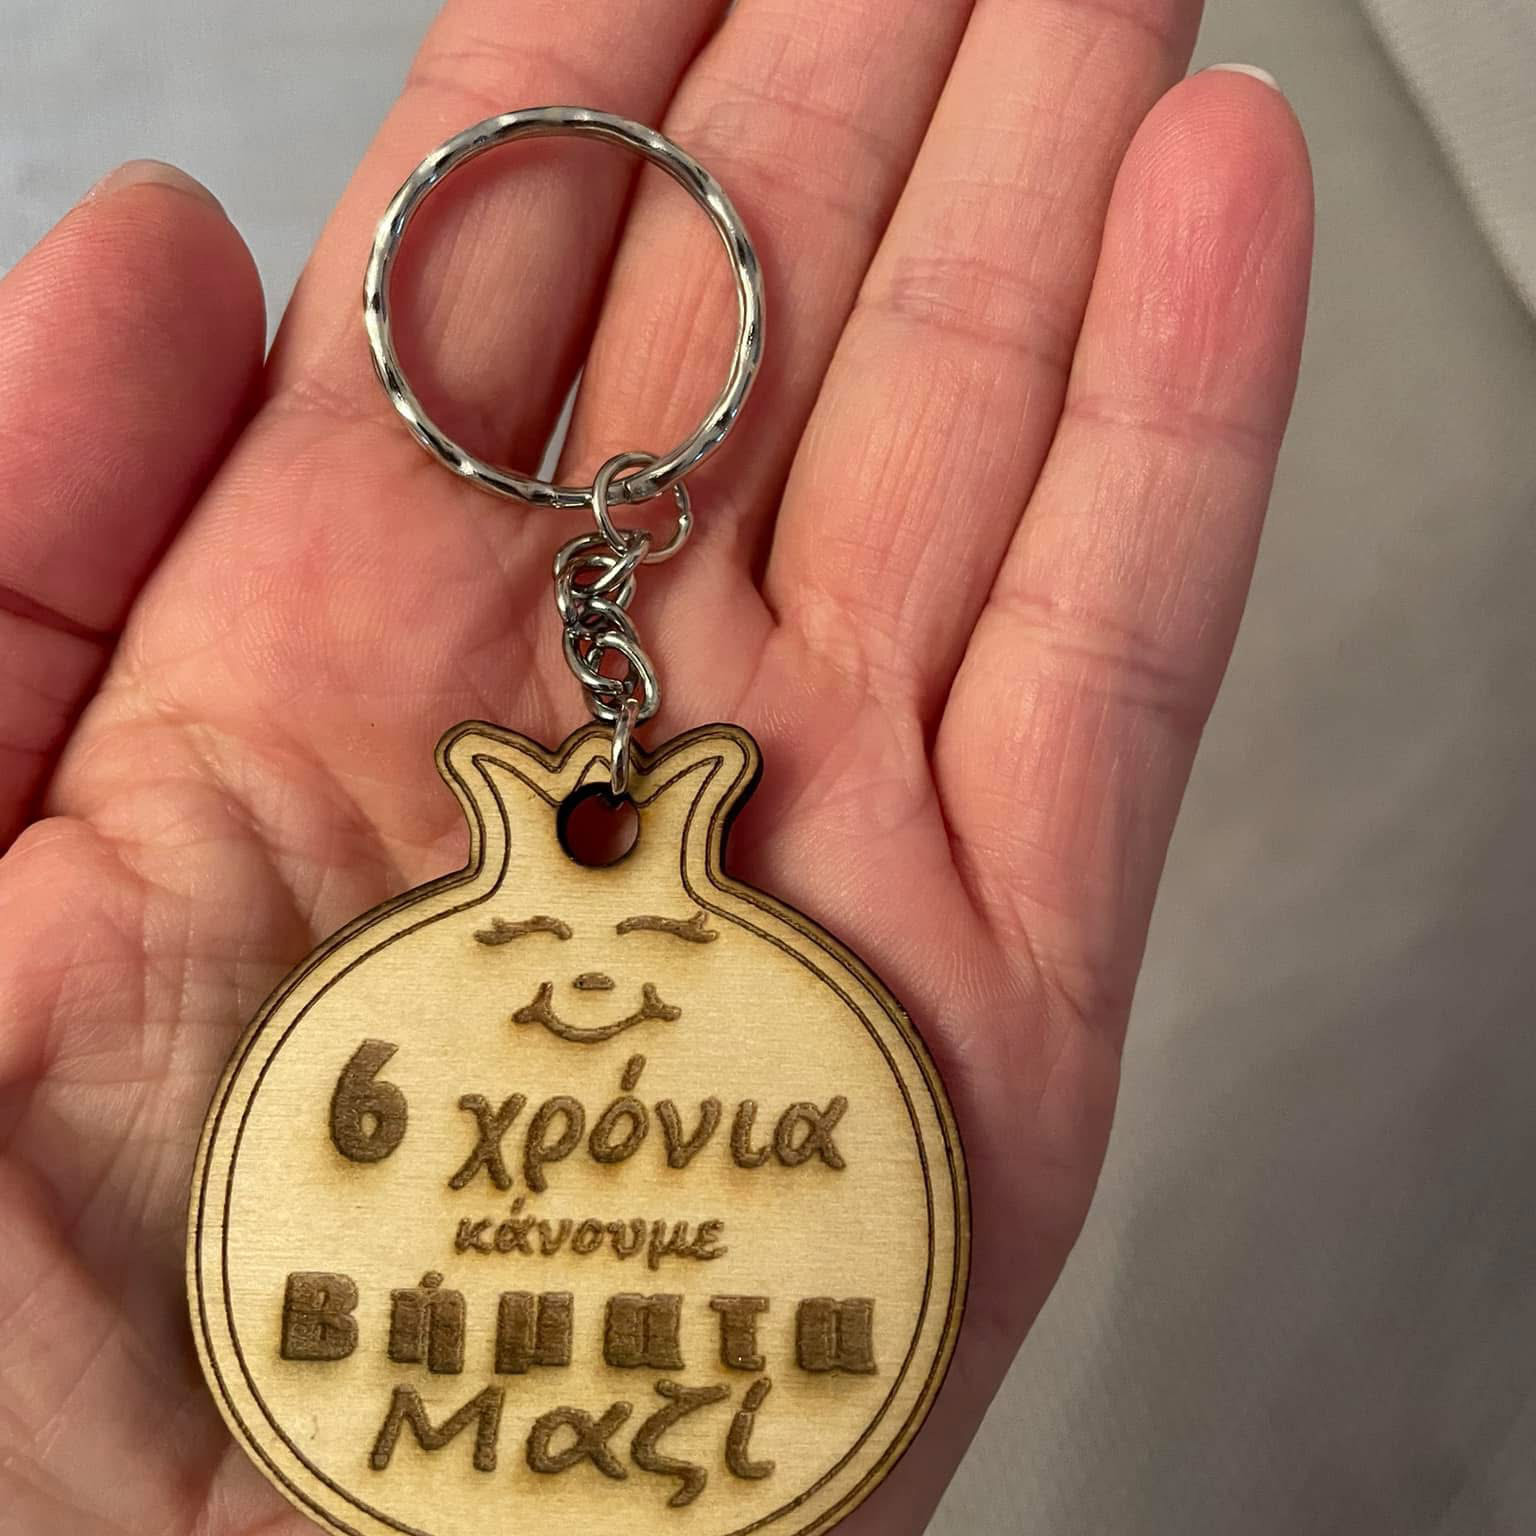 6 χρόνια
κάνουμε
Βήματα
Μαζί